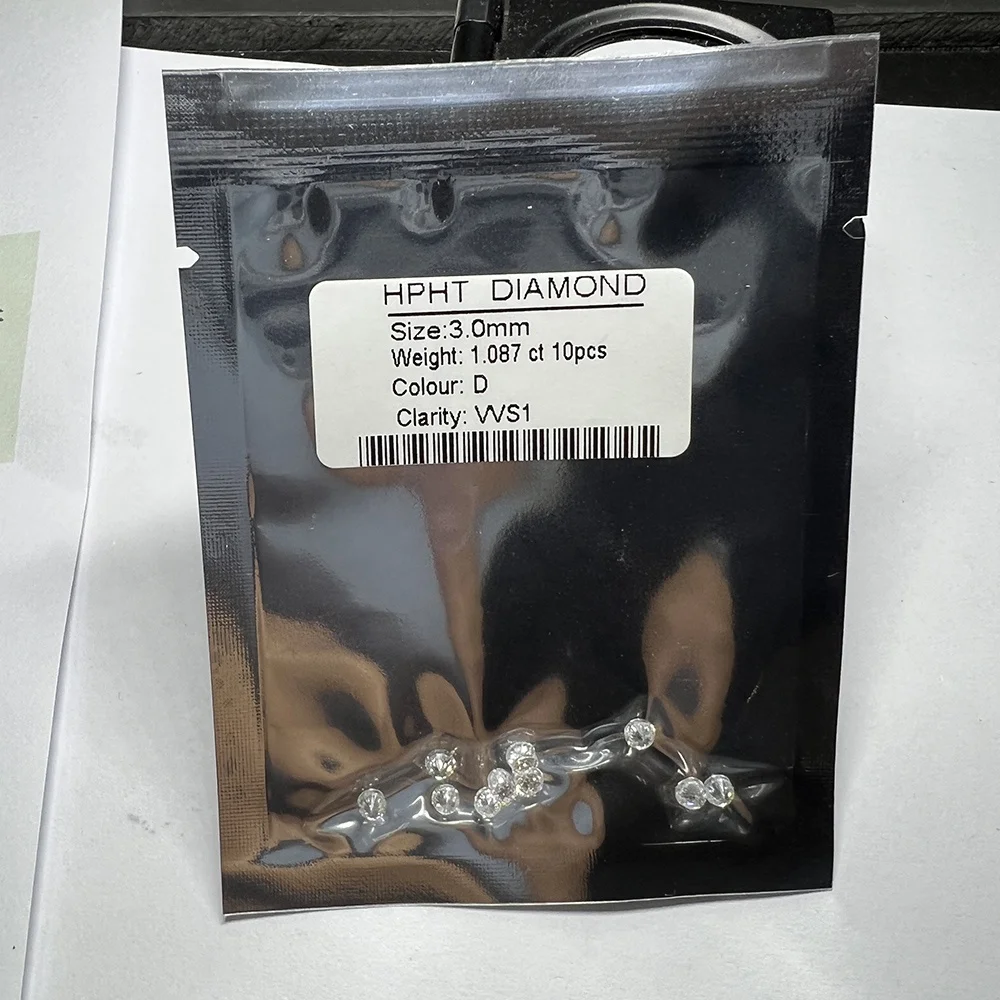 HPHT DIAMOND
Size:3.0mm
Weight: 1.087 ct 10pcs
Colour: D
Clarity: VVS1